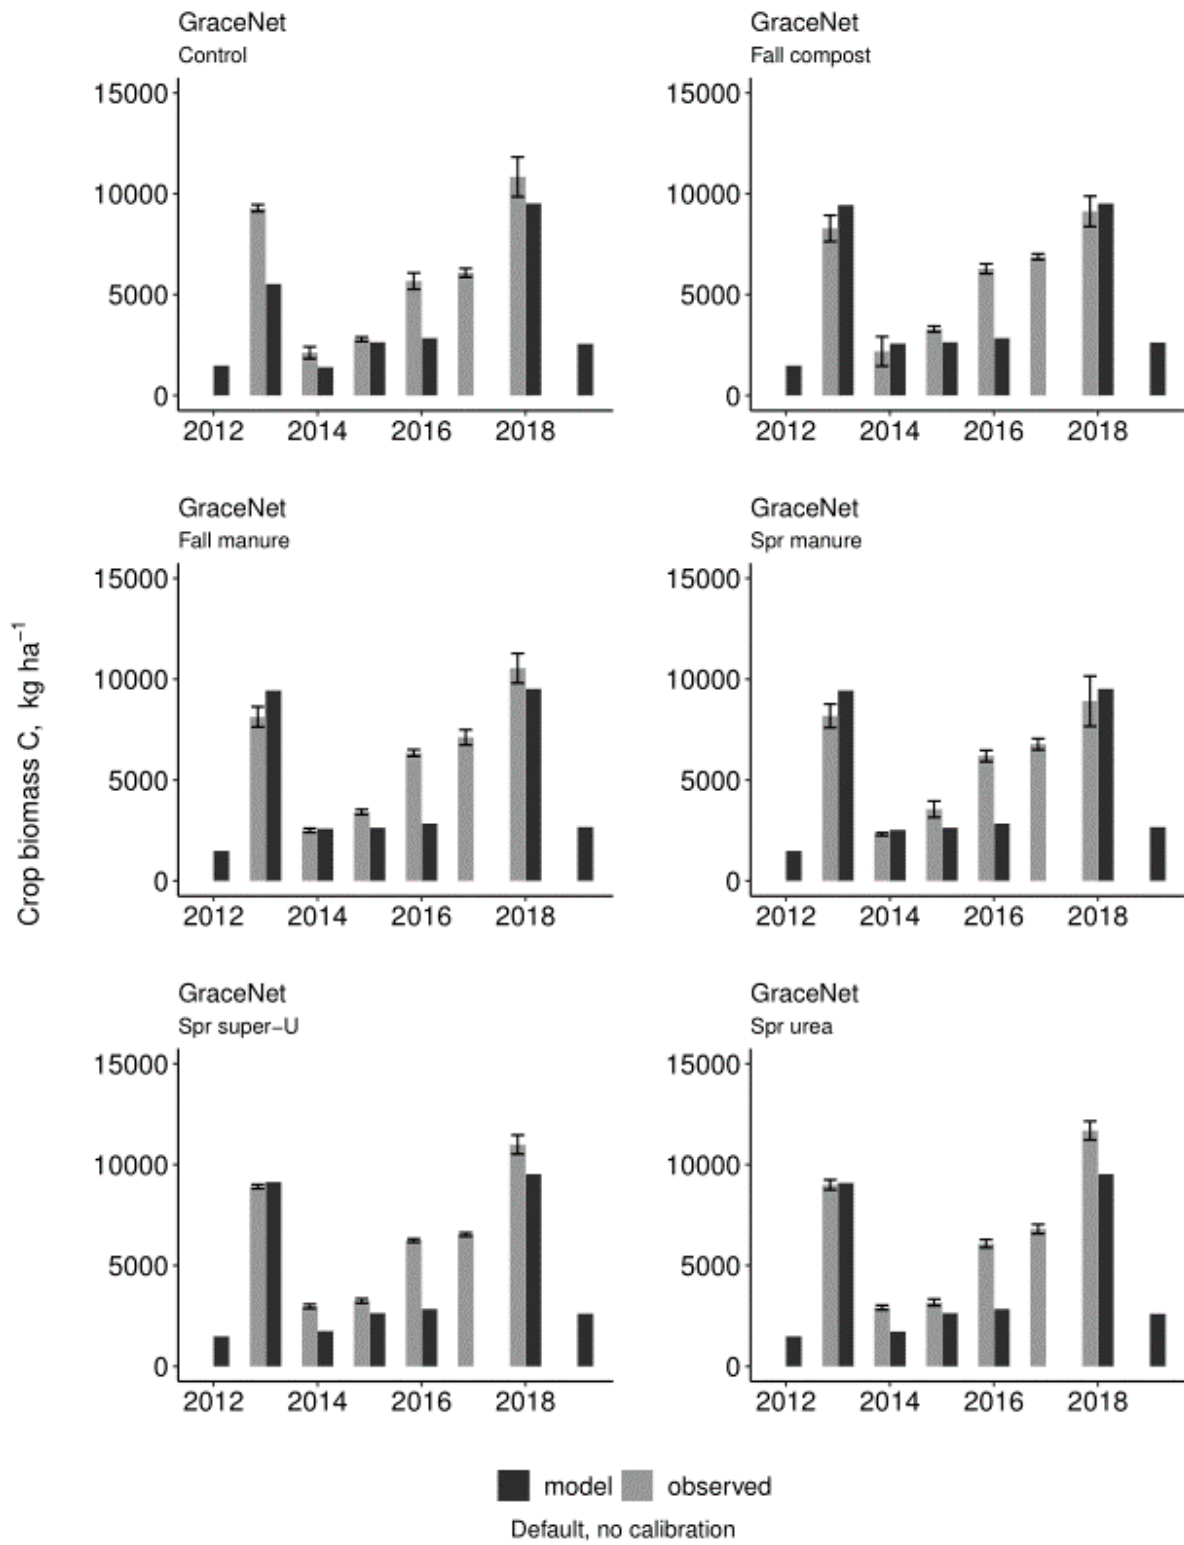 GraceNet
Control
15000
10000
5000
0
2012 2014 2016 2018
GraceNet
Fall compost
15000
10000
5000
0
2012 2014 2016 2018
Crop biomass C, kg ha−1
GraceNet
Fall manure
15000
10000
5000
0
2012 2014 2016 2018
GraceNet
Spr manure
15000
10000
5000
0
2012 2014 2016 2018
GraceNet
Spr super−U
15000
10000
5000
0
2012 2014 2016 2018
GraceNet
Spr urea
15000
10000
5000
0
2012 2014 2016 2018
model observed
Default, no calibration